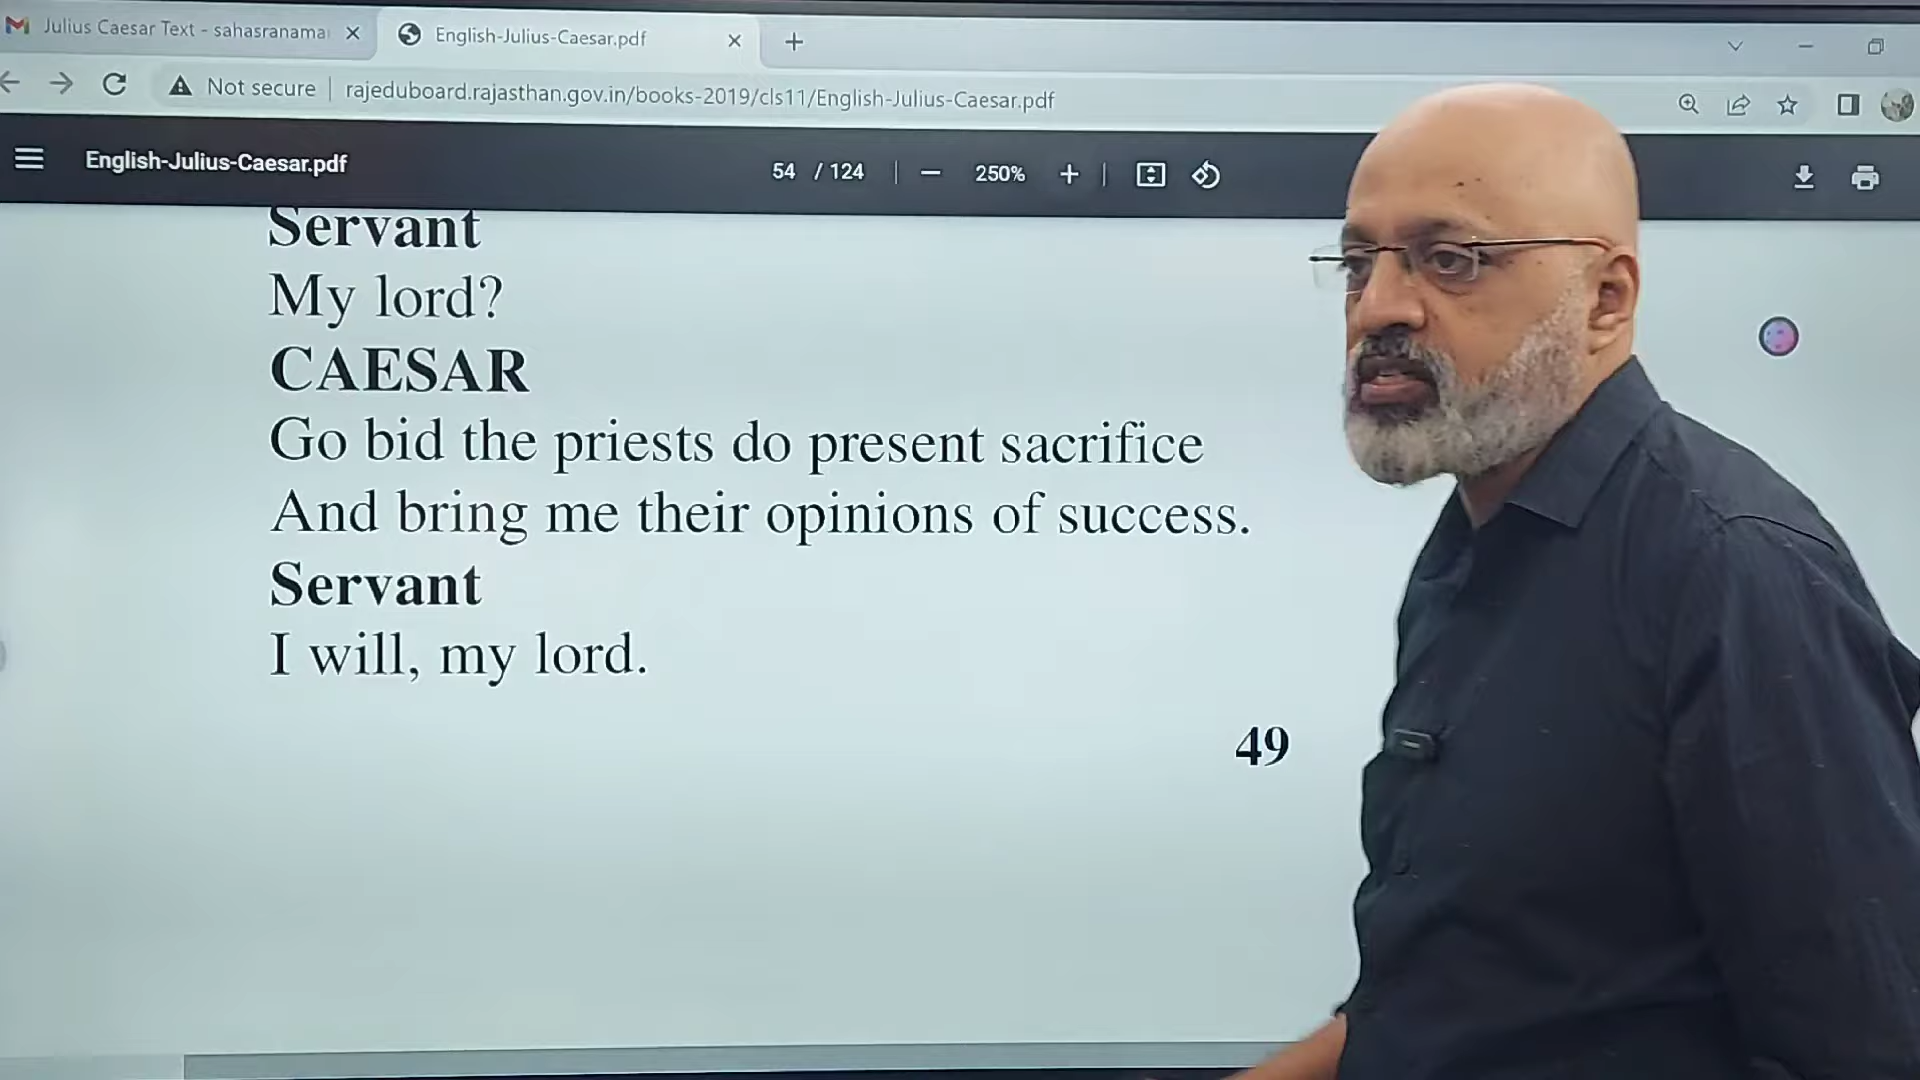 Julius Caesar Text - sahasranama
English-Julius-Caesar.pdf
Not secure
rajeduboard.rajasthan.gov.in/books-2019/cls11/English-Julius-Caesar.pdf
English-Julius-Caesar.pdf
54 / 124
250%
Servant
My lord?
CAESAR
Go bid the priests do present sacrifice
And bring me their opinions of success.
Servant
I will, my lord.
49